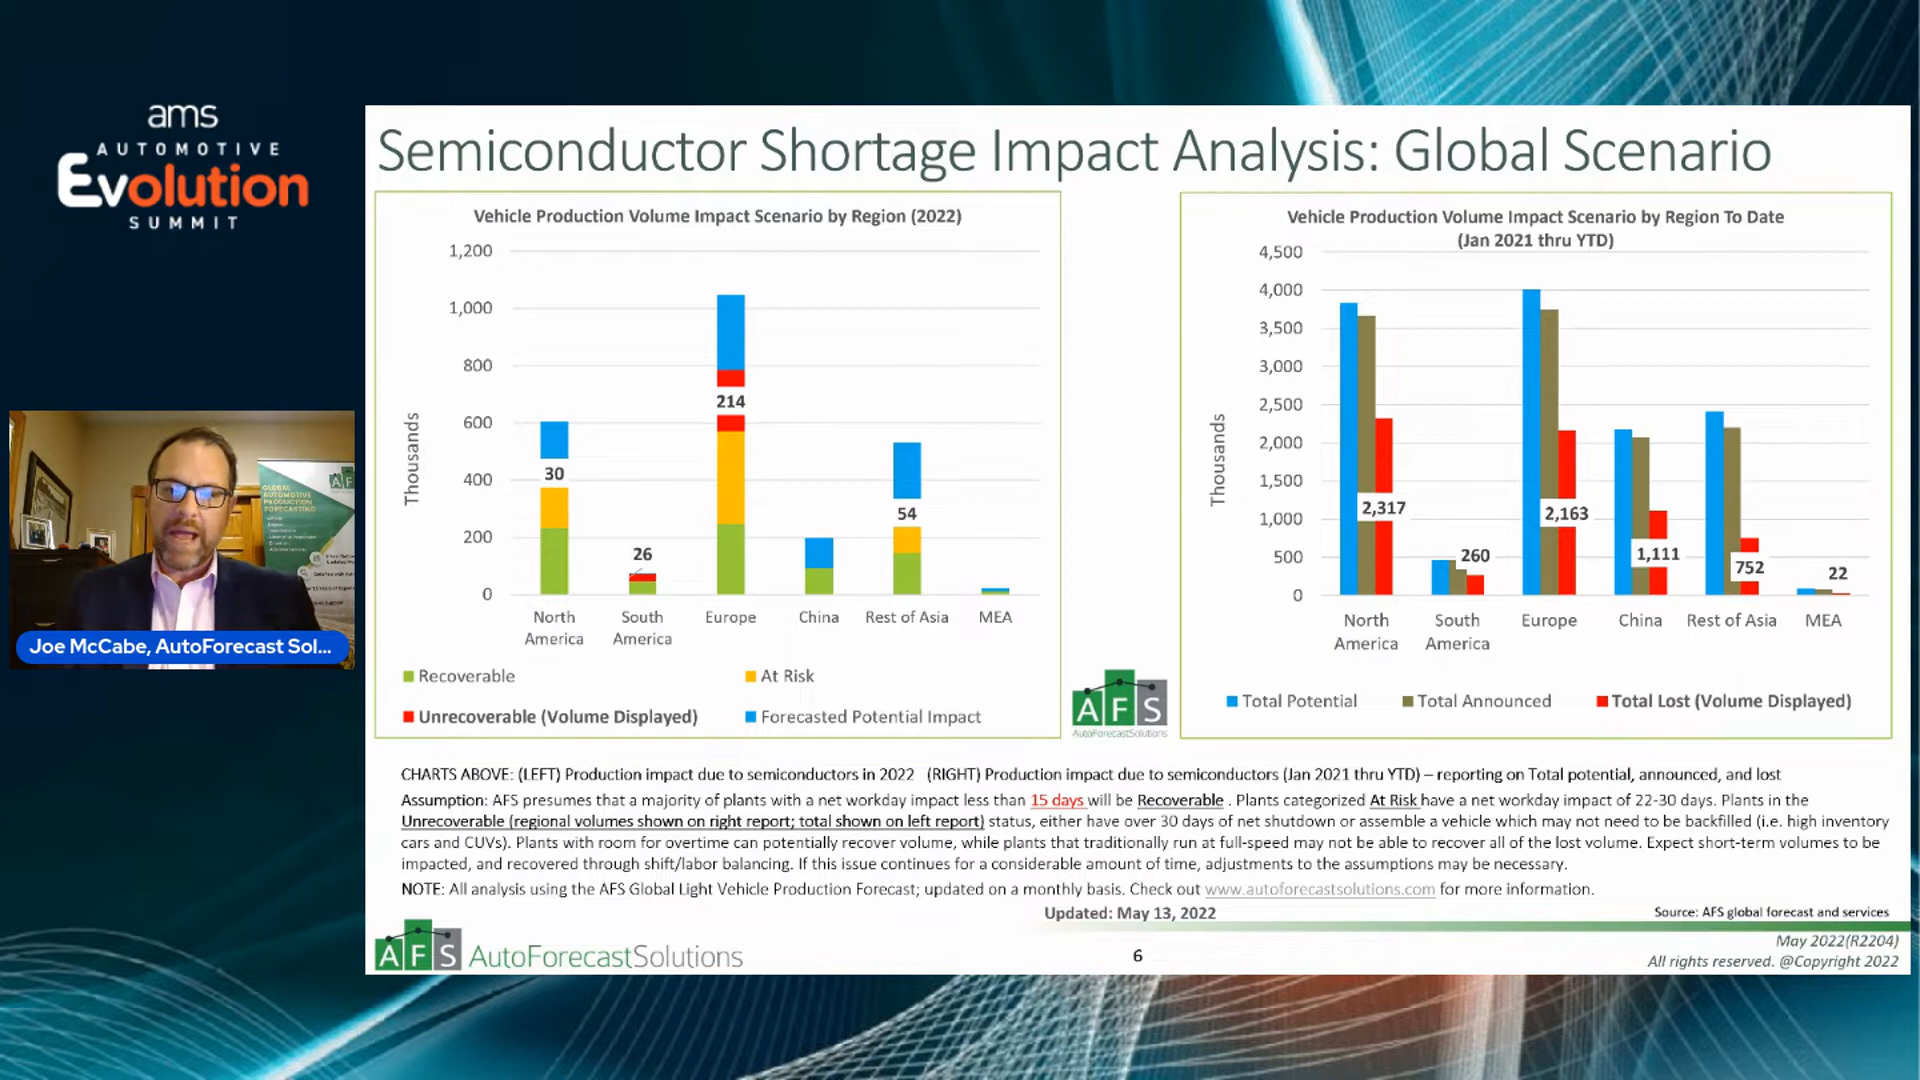 ams
AUTOMOTIVE
Evolution
SUMMIT
Semiconductor Shortage Impact Analysis: Global Scenario
Vehicle Production Volume Impact Scenario by Region (2022)
1,200
1,000
800
600
400
200
0
Thousands
30
26
214
54
North America
South America
Europe
China
Rest of Asia
MEA
Recoverable
At Risk
Unrecoverable (Volume Displayed)
Forecasted Potential Impact
Vehicle Production Volume Impact Scenario by Region To Date
(Jan 2021 thru YTD)
4,500
4,000
3,500
3,000
2,500
2,000
1,500
1,000
500
0
Thousands
2,317
260
2,163
1,111
752
22
North America
South America
Europe
China
Rest of Asia
MEA
Total Potential
Total Announced
Total Lost (Volume Displayed)
AFS
AutoForecastSolutions
GLOBAL
AUTOMOTIVE
PRODUCTION
FORECASTING
Joe McCabe, AutoForecast Sol...
CHARTS ABOVE: (LEFT) Production impact due to semiconductors in 2022 (RIGHT) Production impact due to semiconductors (Jan 2021 thru YTD) – reporting on Total potential, announced, and lost
Assumption: AFS presumes that a majority of plants with a net workday impact less than 15 days will be Recoverable . Plants categorized At Risk have a net workday impact of 22-30 days. Plants in the
Unrecoverable (regional volumes shown on right report; total shown on left report) status, either have over 30 days of net shutdown or assemble a vehicle which may not need to be backfilled (i.e. high inventory
cars and CUVs). Plants with room for overtime can potentially recover volume, while plants that traditionally run at full-speed may not be able to recover all of the lost volume. Expect short-term volumes to be
impacted, and recovered through shift/labor balancing. If this issue continues for a considerable amount of time, adjustments to the assumptions may be necessary.
NOTE: All analysis using the AFS Global Light Vehicle Production Forecast; updated on a monthly basis. Check out www.autoforecastsolutions.com for more information.
Updated: May 13, 2022
Source: AFS global forecast and services
AFS AutoForecastSolutions
6
May 2022(R2204)
All rights reserved. @Copyright 2022